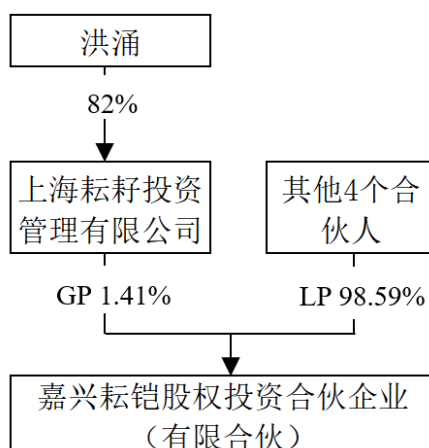 洪涌
82%
上海耘籽投资
管理有限公司
其他4个合
伙人
GP 1.41%
LP 98.59%
嘉兴耘铠股权投资合伙企业
（有限合伙）